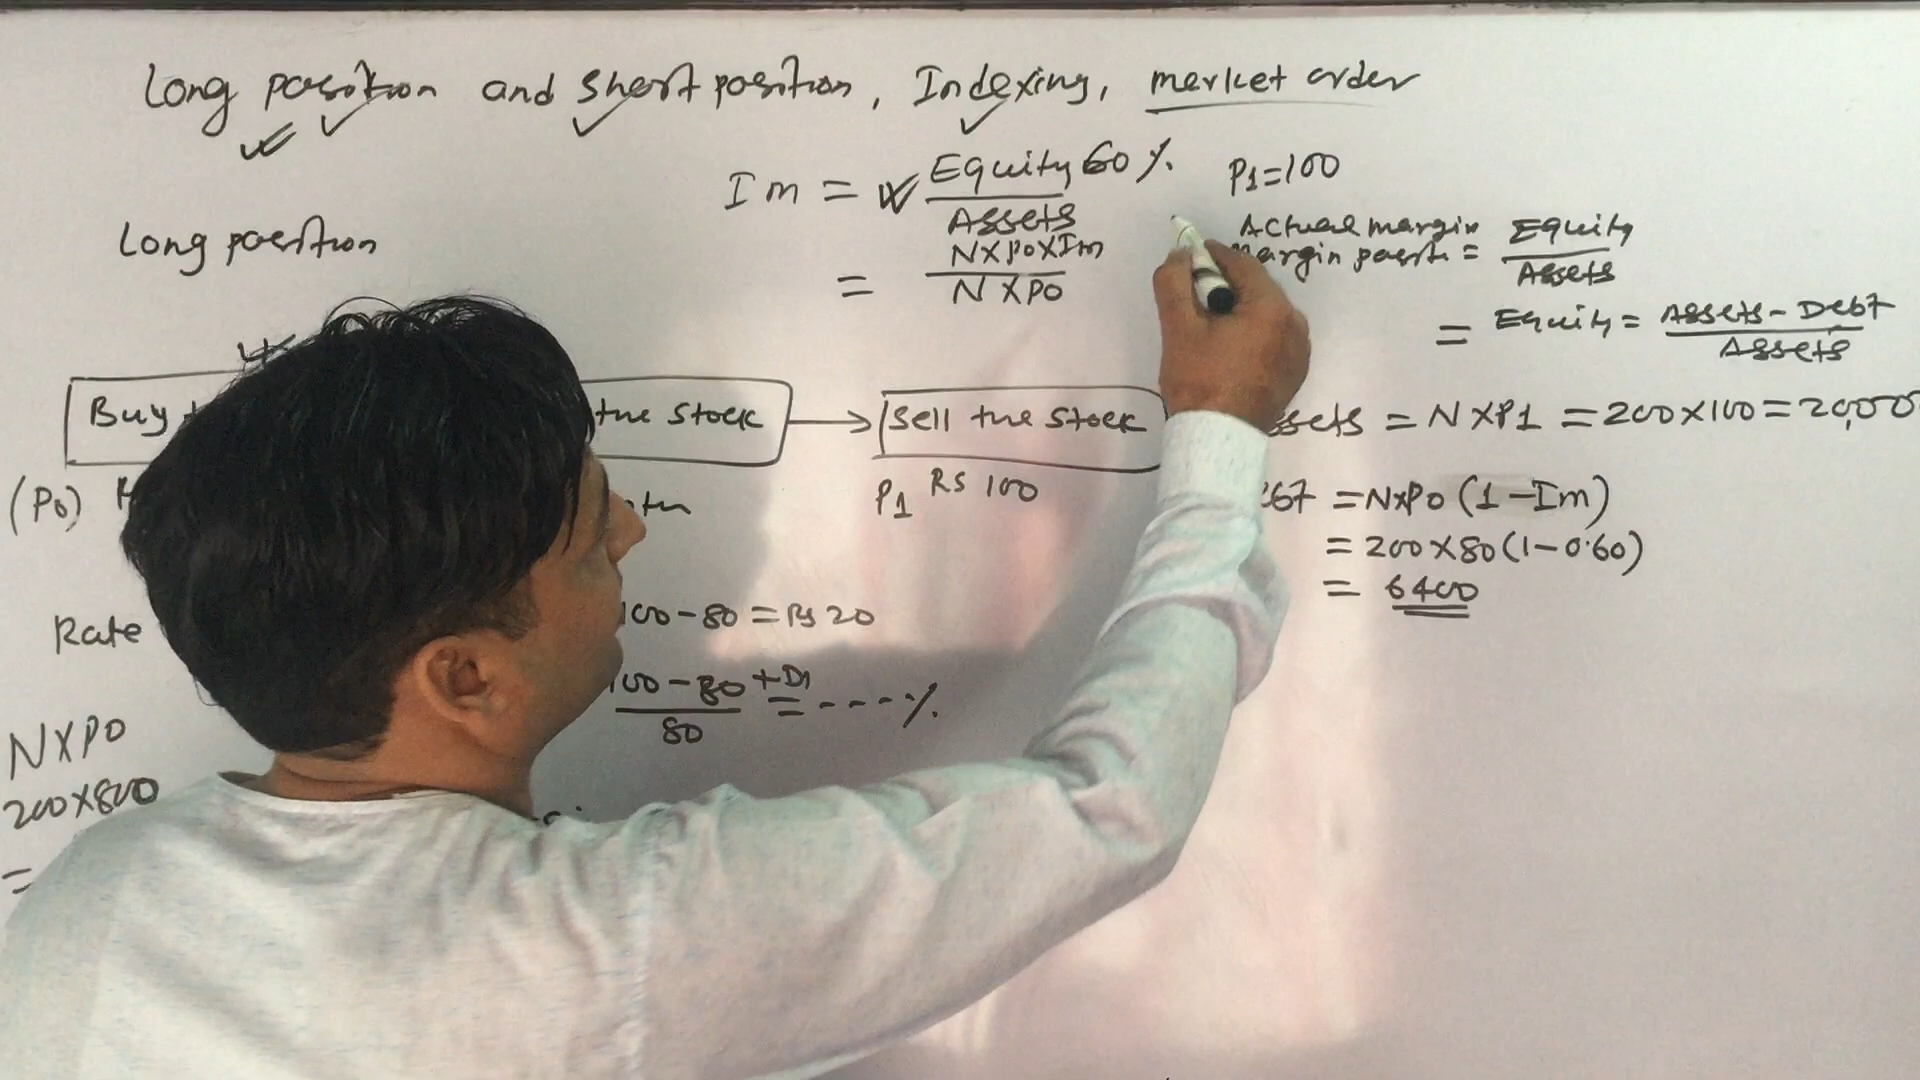 Long position and short position, Indexing, market order
Im = Equity 60 %.
Assets
= N×P0×Im
N×P0
P1=100
Actual margin
margin = Equity
Assets
= Equity = Assets - Debt
Assets
Long position
Buy
the stock
Sell the stock
(P0)
P1 Rs 100
ssets = N×P1 = 200×100 = 20,000
= N×P0 (1-Im)
= 200×80(1-0.60)
= 6400
Rate
100-80 = Rs 20
100-80 +D1
80
= ----%.
N×P0
200×800
=